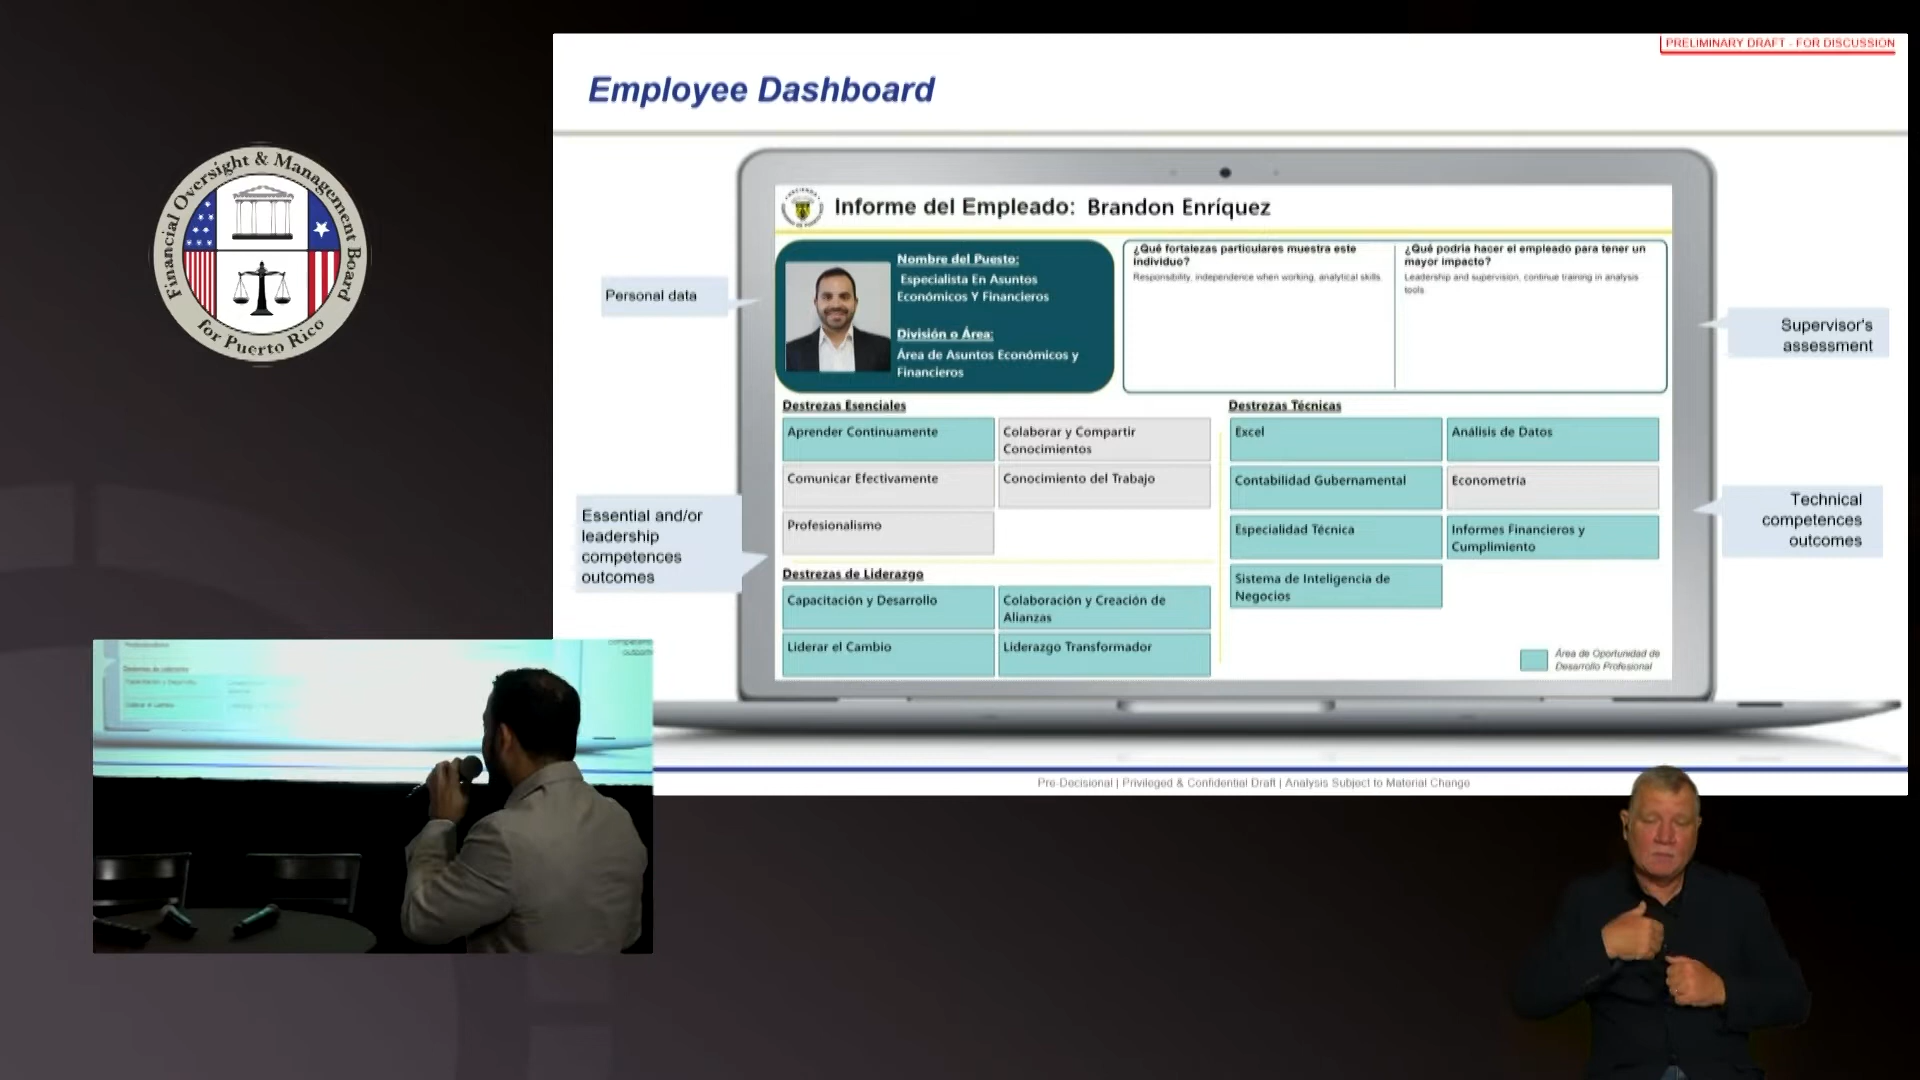 PRELIMINARY DRAFT - FOR DISCUSSION
Employee Dashboard
Financial Oversight & Management Board
for Puerto Rico
Informe del Empleado: Brandon Enríquez
Personal data
Nombre del Puesto:
Especialista En Asuntos
Económicos Y Financieros
División o Área:
Área de Asuntos Económicos y
Financieros
¿Qué fortalezas particulares muestra este
individuo?
Responsibility, independence when working, analytical skills
¿Qué podría hacer el empleado para tener un
mayor impacto?
Leadership and supervision, continue training in analysis
tools.
Supervisor's
assessment
Destrezas Esenciales
Aprender Continuamente
Colaborar y Compartir
Conocimientos
Comunicar Efectivamente
Conocimiento del Trabajo
Profesionalismo
Essential and/or
leadership
competences
outcomes
Destrezas de Liderazgo
Capacitación y Desarrollo
Colaboración y Creación de
Alianzas
Liderar el Cambio
Liderazgo Transformador
Destrezas Técnicas
Excel
Análisis de Datos
Contabilidad Gubernamental
Econometría
Especialidad Técnica
Informes Financieros y
Cumplimiento
Sistema de Inteligencia de
Negocios
Technical
competences
outcomes
Área de Oportunidad de
Desarrollo Profesional
Pre-Decisional | Privileged & Confidential Draft | Analysis Subject to Material Change